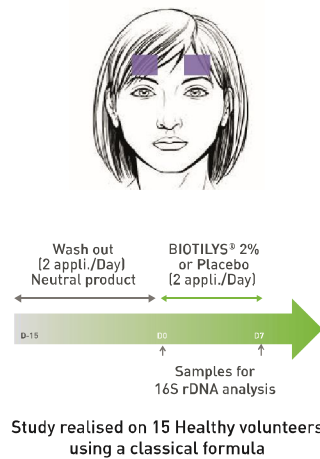 Wash out
(2 appli./Day)
Neutral product
BIOTILYS® 2%
or Placebo
(2 appli./Day)
D-15
D0
D7
Samples for
16S rDNA analysis
Study realised on 15 Healthy volunteers
using a classical formula